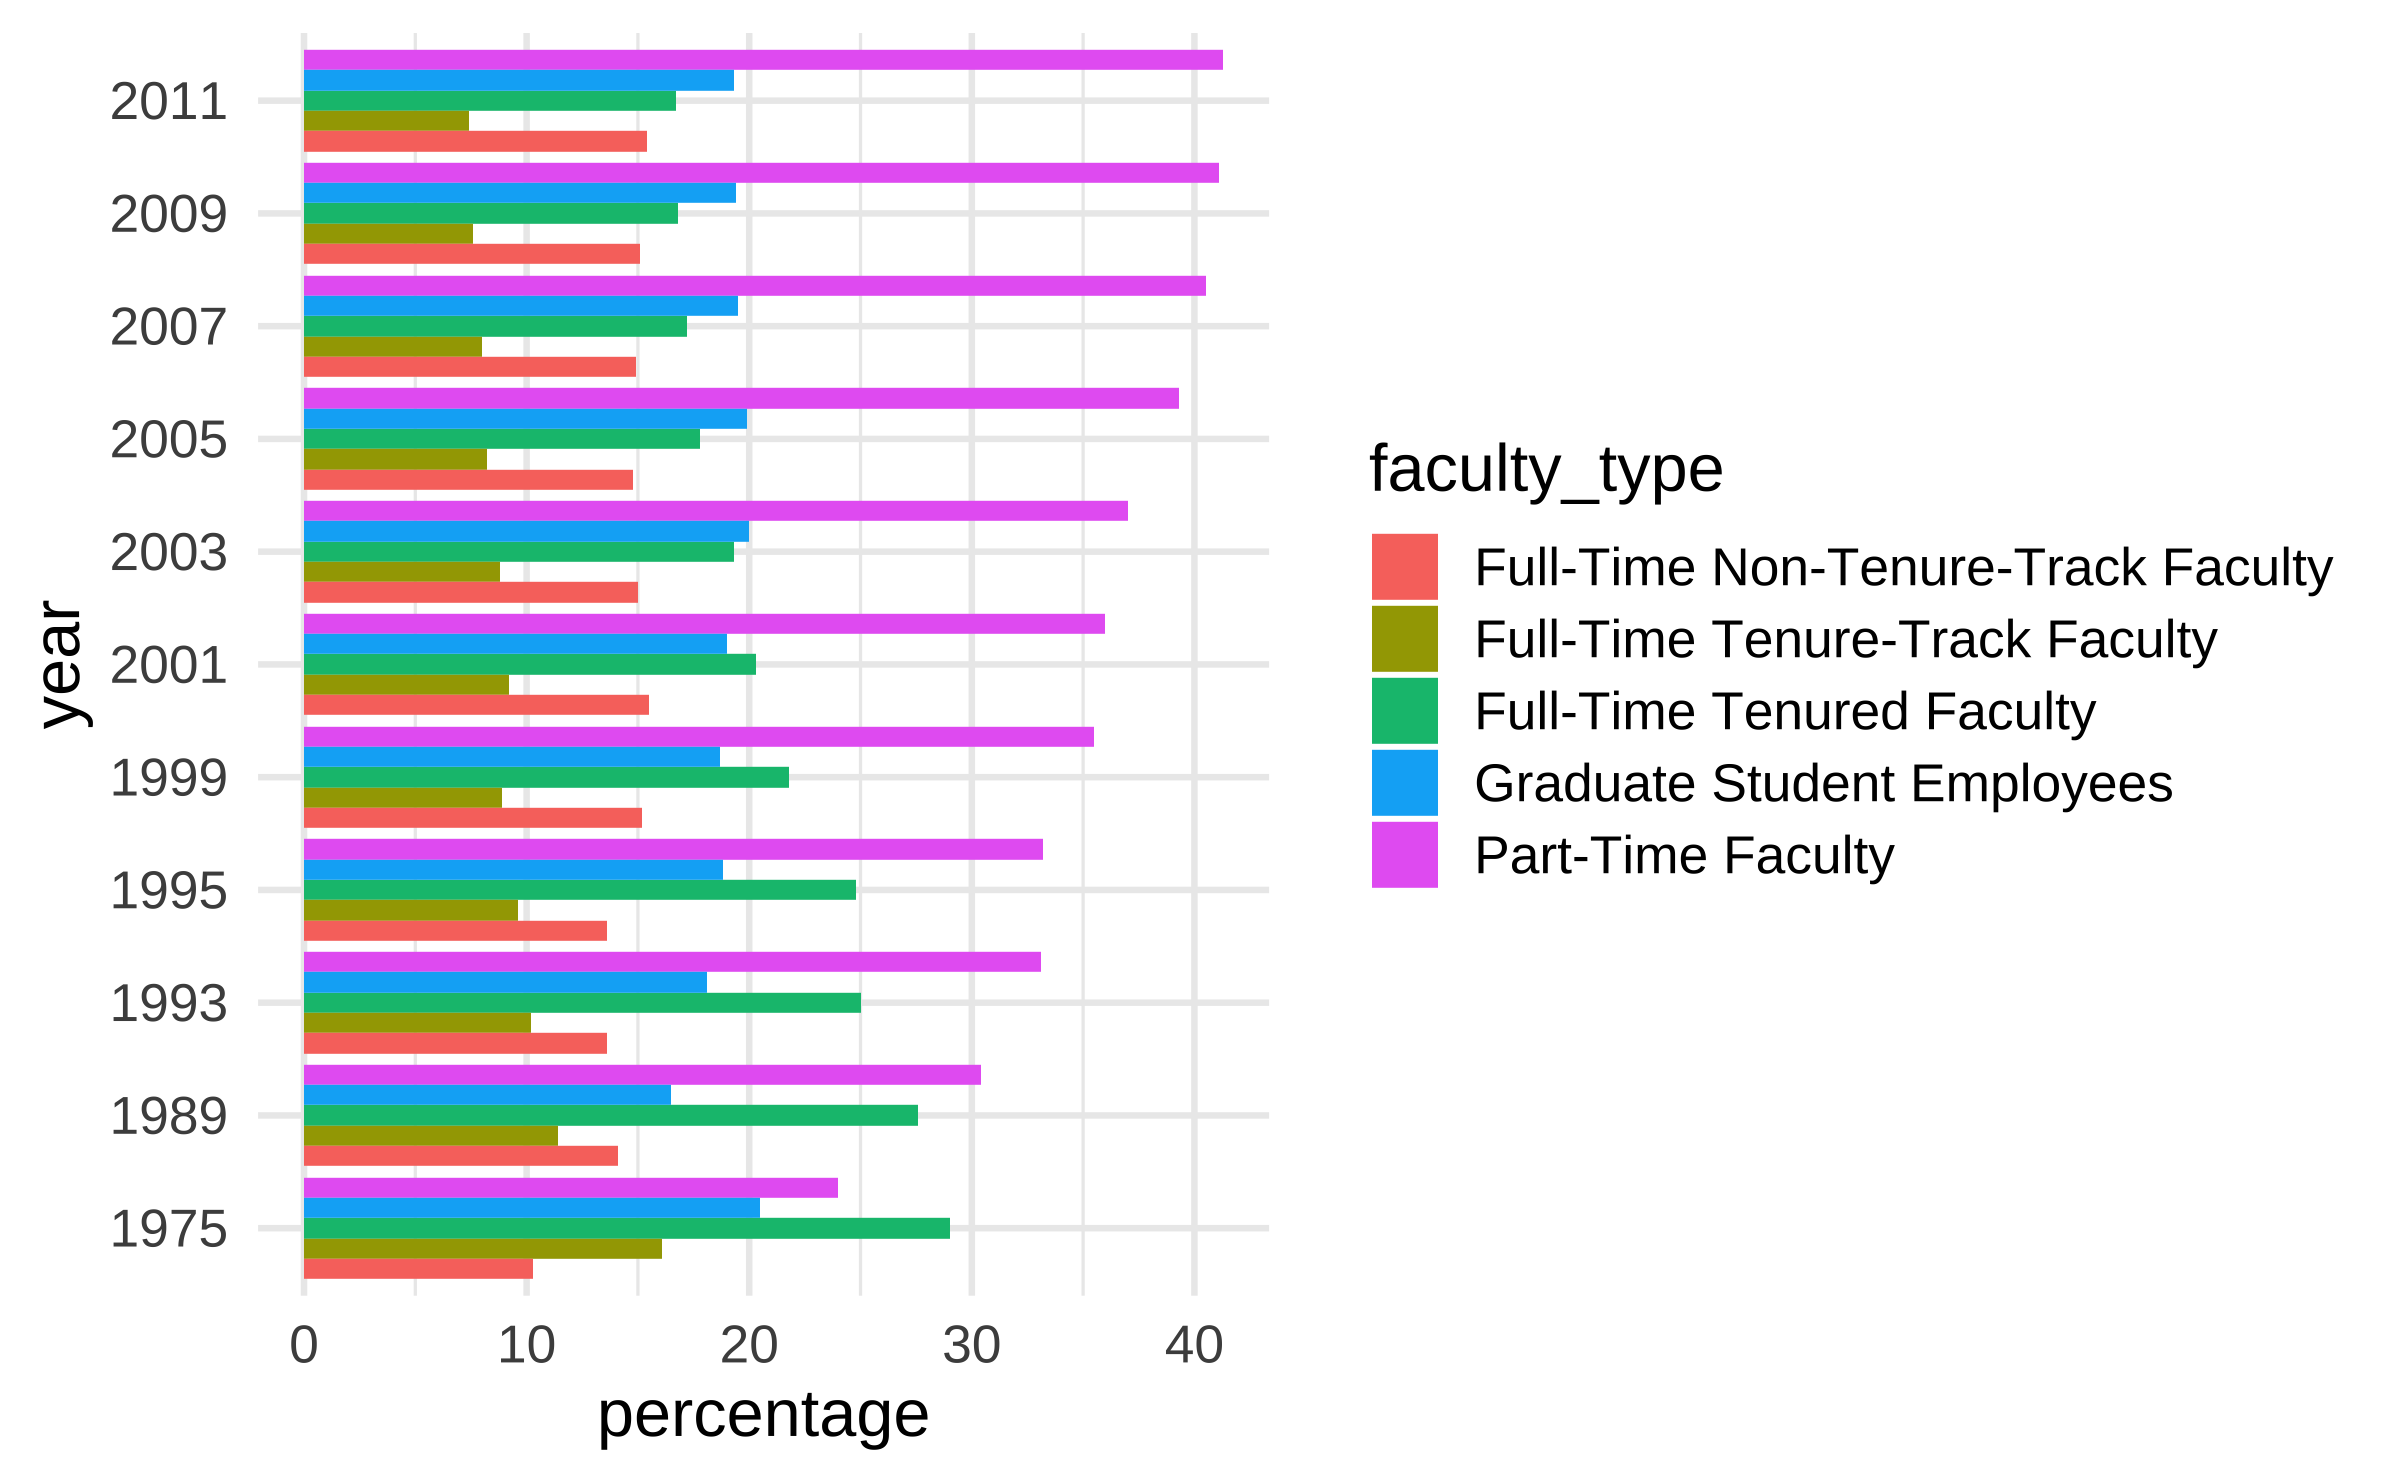 2011
2009
2007
2005
2003
2001
1999
1995
1993
1989
1975
year
0 10 20 30 40
percentage
faculty_type
Full-Time Non-Tenure-Track Faculty
Full-Time Tenure-Track Faculty
Full-Time Tenured Faculty
Graduate Student Employees
Part-Time Faculty